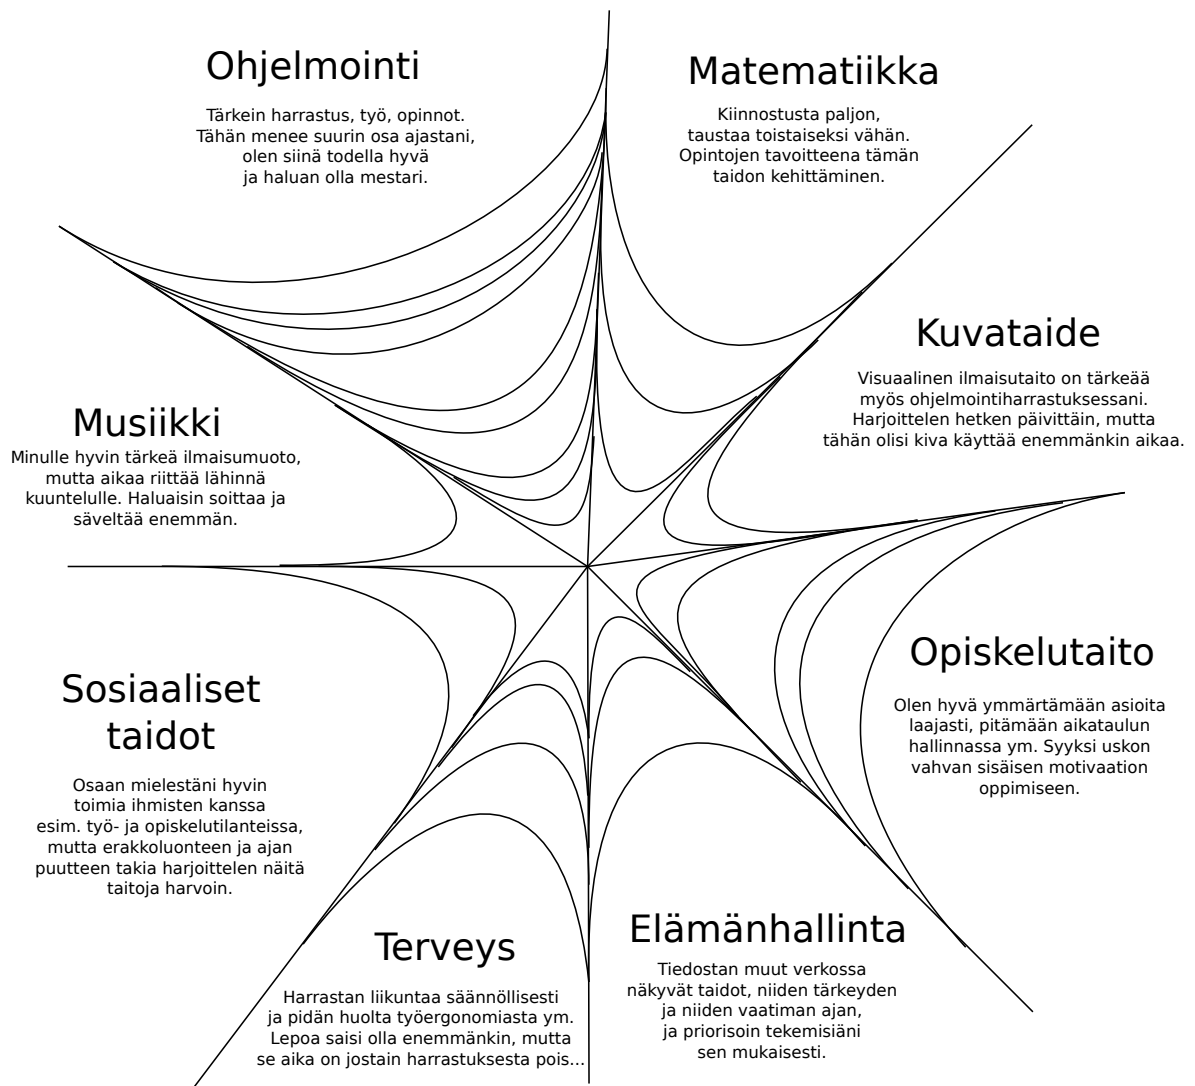 Ohjelmointi
Tärkein harrastus, työ, opinnot.
Tähän menee suurin osa ajastani,
olen siinä todella hyvä
ja haluan olla mestari.
Matematiikka
Kiinnostusta paljon,
taustaa toistaiseksi vähän.
Opintojen tavoitteena tämän
taidon kehittäminen.
Kuvataide
Visuaalinen ilmaisutaito on tärkeää
myös ohjelmointiharrastuksessani.
Harjoittelen hetken päivittäin, mutta
tähän olisi kiva käyttää enemmänkin aikaa.
Musiikki
Minulle hyvin tärkeä ilmaisumuoto,
mutta aikaa riittää lähinnä
kuuntelulle. Haluaisin soittaa ja
säveltää enemmän.
Opiskelutaito
Olen hyvä ymmärtämään asioita
laajasti, pitämään aikataulun
hallinnassa ym. Syyksi uskon
vahvan sisäisen motivaation
oppimiseen.
Sosiaaliset
taidot
Osaan mielestäni hyvin
toimia ihmisten kanssa
esim. työ- ja opiskelutilanteissa,
mutta erakkoluonteen ja ajan
puutteen takia harjoittelen näitä
taitoja harvoin.
Terveys
Harrastan liikuntaa säännöllisesti
ja pidän huolta työergonomiasta ym.
Lepoa saisi olla enemmänkin, mutta
se aika on jostain harrastuksesta pois...
Elämänhallinta
Tiedostan muut verkossa
näkyvät taidot, niiden tärkeyden
ja niiden vaatiman ajan,
ja priorisoin tekemisiäni
sen mukaisesti.